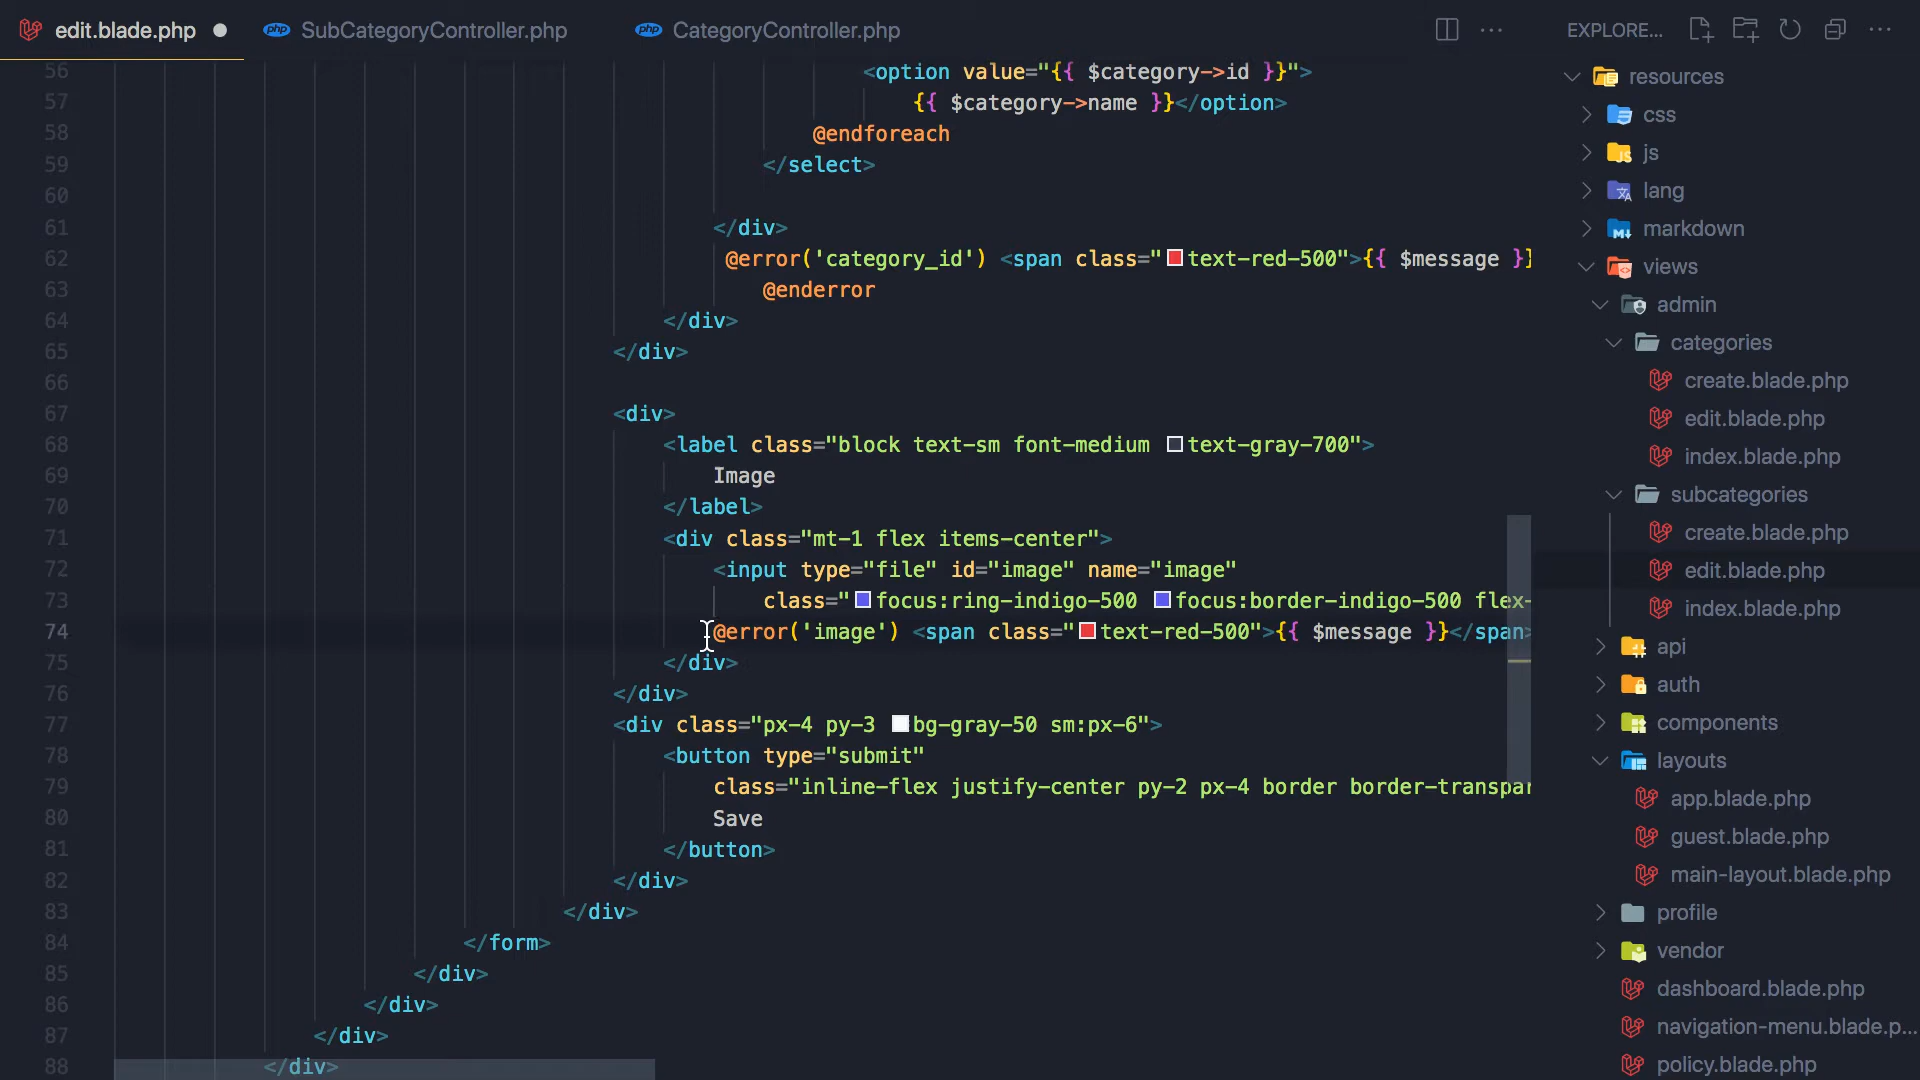 edit.blade.php
SubCategoryController.php
CategoryController.php
EXPLORE...
56 <option value="{{ $category->id }}">
57 {{ $category->name }}</option>
58 @endforeach
59 </select>
60
61 </div>
62 @error('category_id') <span class="text-red-500">{{ $message }}
63 @enderror
64 </div>
65 </div>
66
67 <div>
68 <label class="block text-sm font-medium text-gray-700">
69 Image
70 </label>
71 <div class="mt-1 flex items-center">
72 <input type="file" id="image" name="image"
73 class="focus:ring-indigo-500 focus:border-indigo-500 flex-
74 @error('image') <span class="text-red-500">{{ $message }}</span>
75 </div>
76 </div>
77 <div class="px-4 py-3 bg-gray-50 sm:px-6">
78 <button type="submit"
79 class="inline-flex justify-center py-2 px-4 border border-transpar
80 Save
81 </button>
82 </div>
83 </div>
84 </form>
85 </div>
86 </div>
87 </div>
88 </div>
resources
css
js
lang
markdown
views
admin
categories
create.blade.php
edit.blade.php
index.blade.php
subcategories
create.blade.php
edit.blade.php
index.blade.php
api
auth
components
layouts
app.blade.php
guest.blade.php
main-layout.blade.php
profile
vendor
dashboard.blade.php
navigation-menu.blade.p...
policy.blade.php